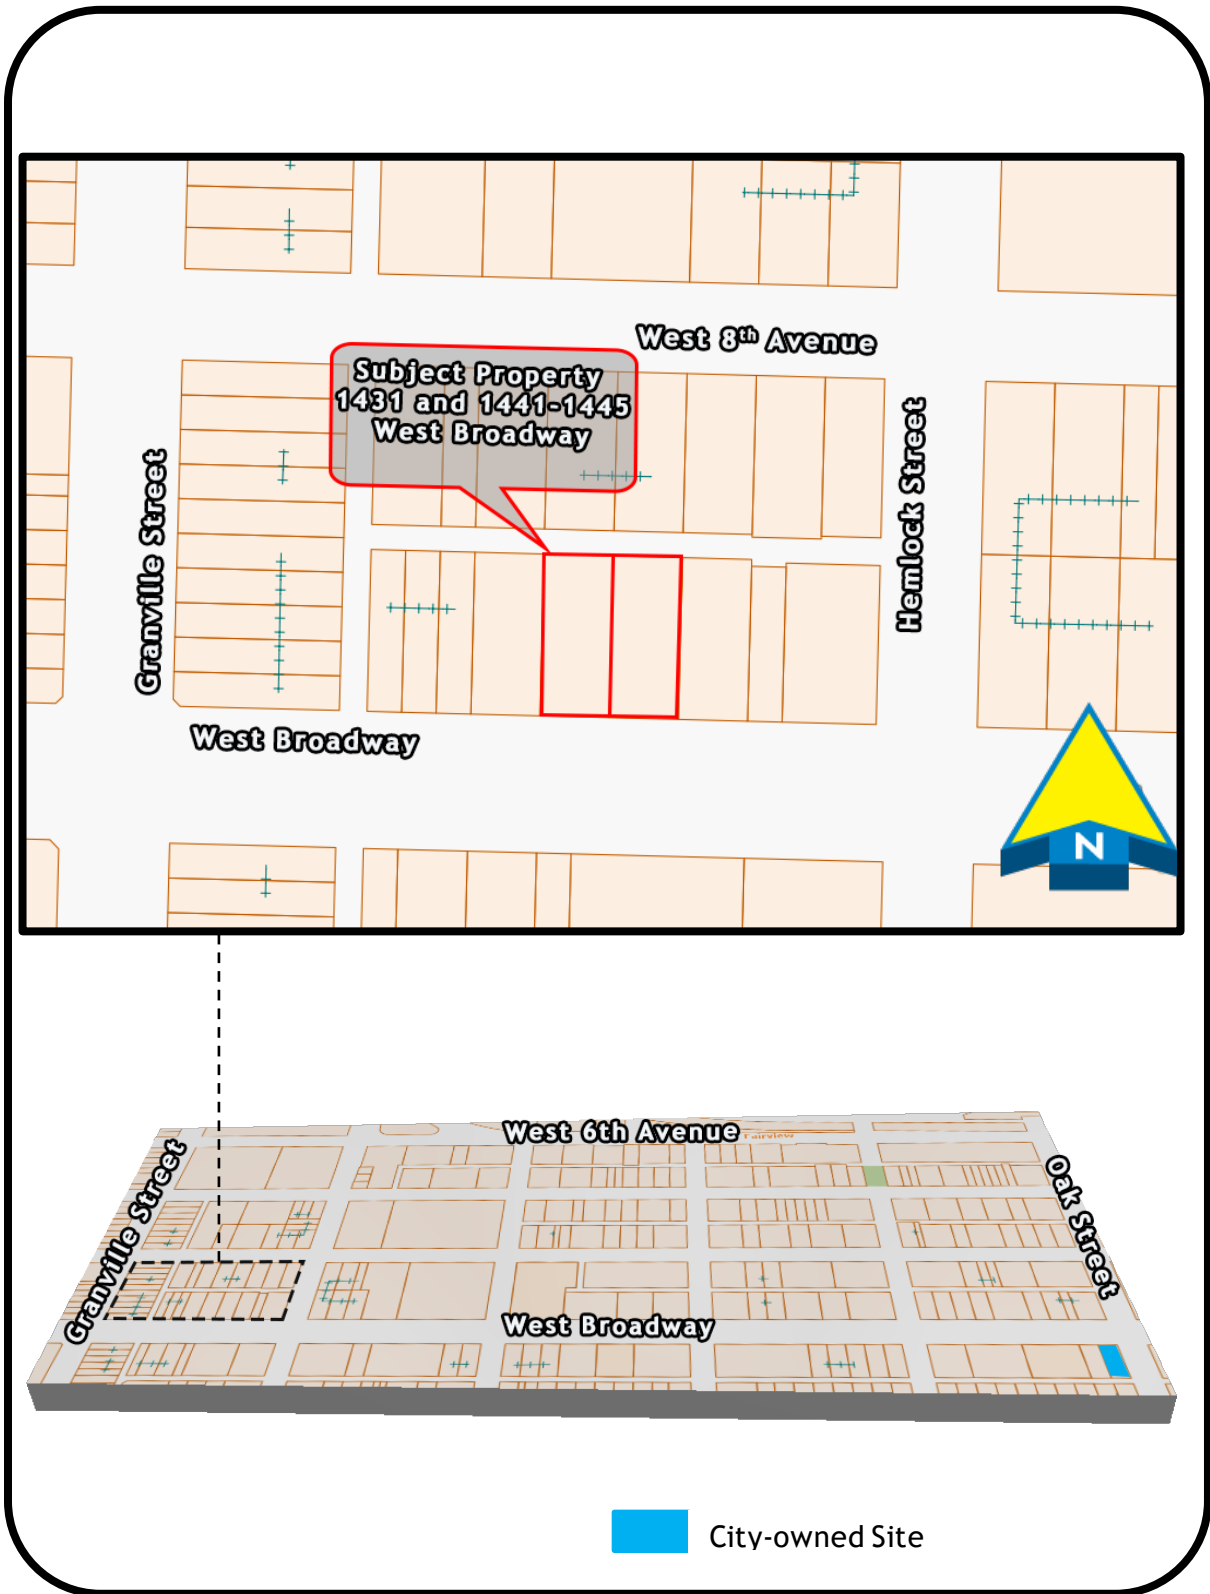 West 8th Avenue
Subject Property
1431 and 1441-1445
West Broadway
Granville Street
Hemlock Street
West Broadway
N
West 6th Avenue
Fairview
Granville Street
Oak Street
West Broadway
City-owned Site